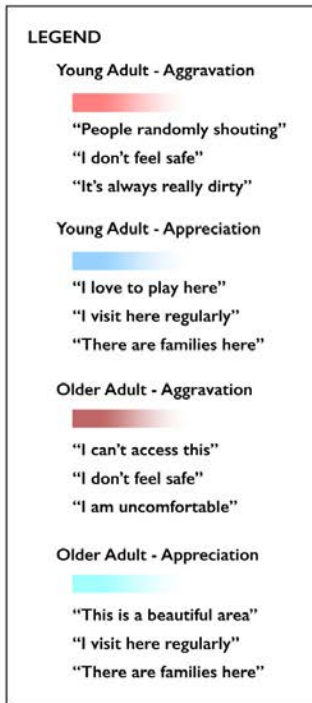 LEGEND
Young Adult - Aggravation
“People randomly shouting”
“I don’t feel safe”
“It’s always really dirty”
Young Adult - Appreciation
“I love to play here”
“I visit here regularly”
“There are families here”
Older Adult - Aggravation
“I can’t access this”
“I don’t feel safe”
“I am uncomfortable”
Older Adult - Appreciation
“This is a beautiful area”
“I visit here regularly”
“There are families here”